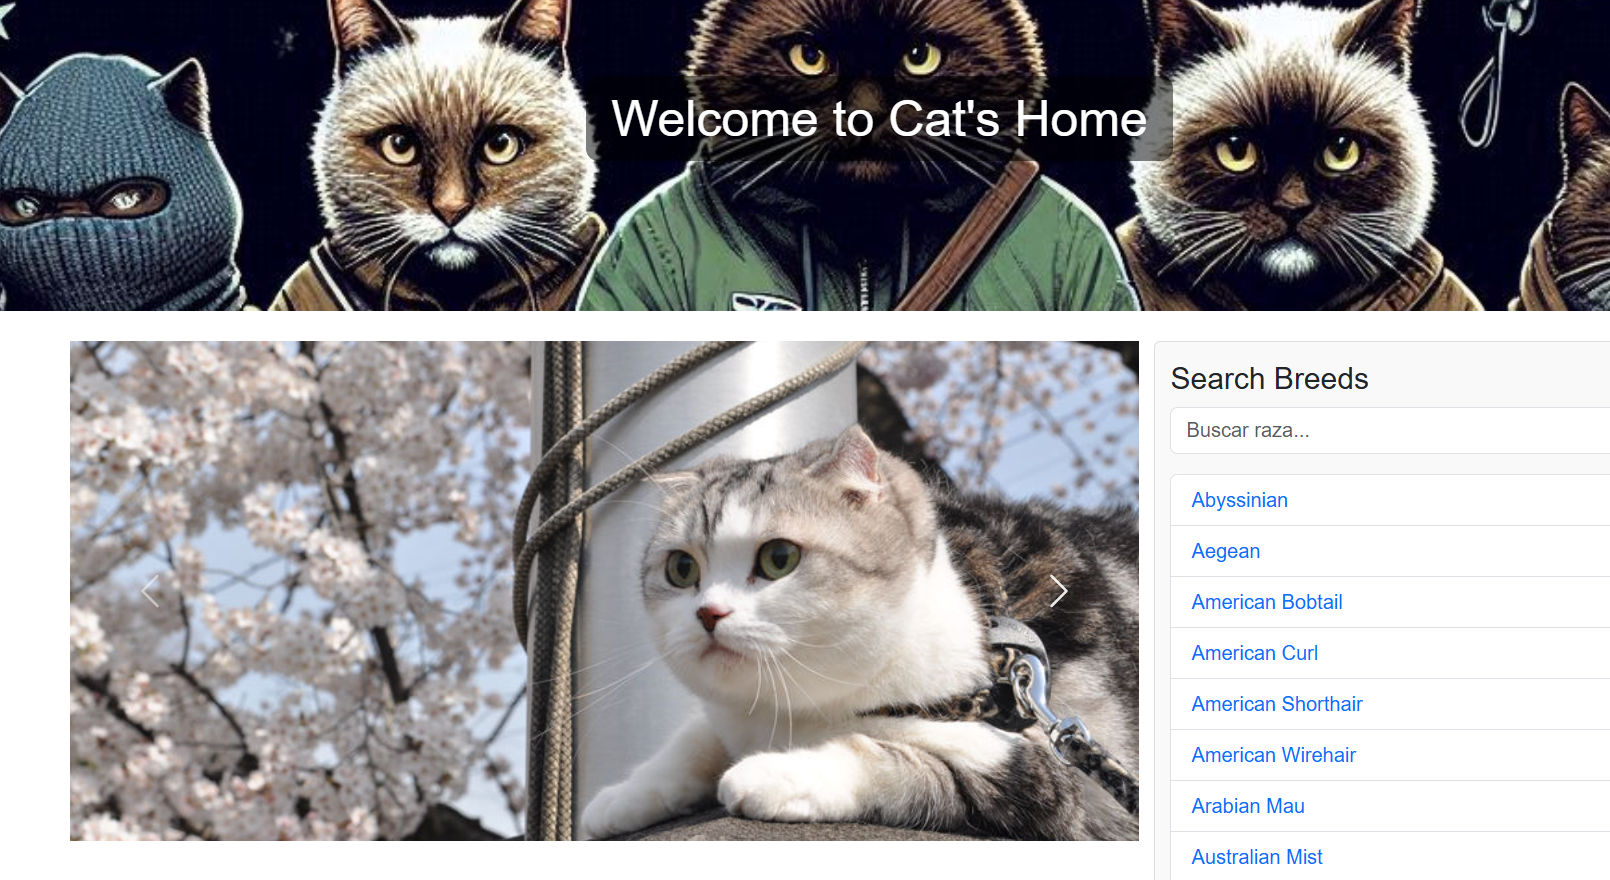 Welcome to Cat's Home
Search Breeds
Buscar raza...
Abyssinian
Aegean
American Bobtail
American Curl
American Shorthair
American Wirehair
Arabian Mau
Australian Mist